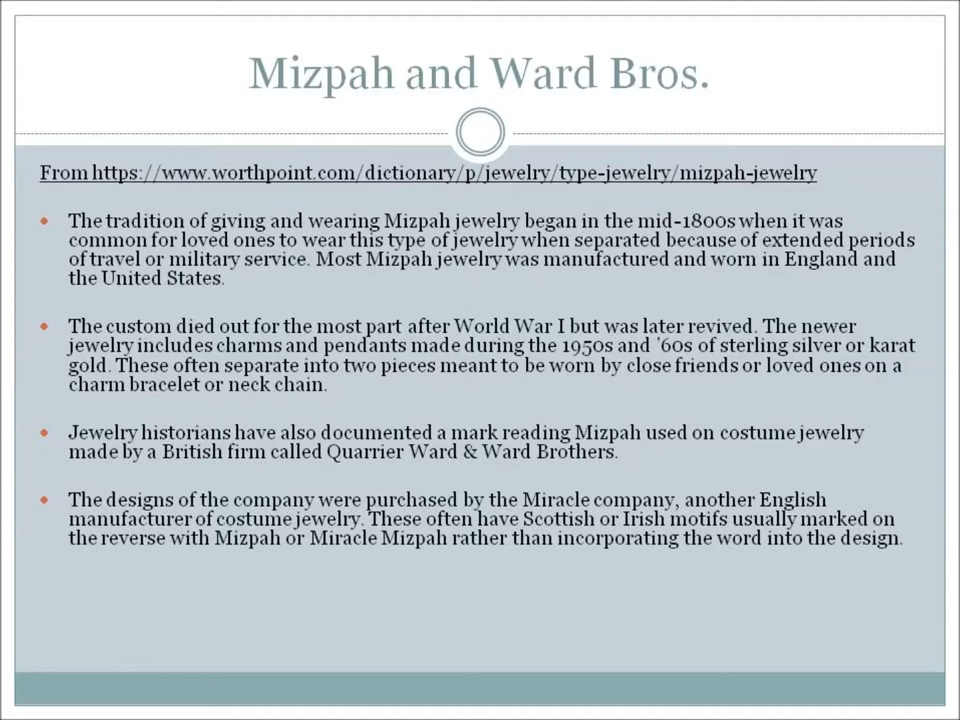 Mizpah and Ward Bros.
From https://www.worthpoint.com/dictionary/p/jewelry/type-jewelry/mizpah-jewelry
• The tradition of giving and wearing Mizpah jewelry began in the mid-1800s when it was
common for loved ones to wear this type of jewelry when separated because of extended periods
of travel or military service. Most Mizpah jewelry was manufactured and worn in England and
the United States.
• The custom died out for the most part after World War I but was later revived. The newer
jewelry includes charms and pendants made during the 1950s and '60s of sterling silver or karat
gold. These often separate into two pieces meant to be worn by close friends or loved ones on a
charm bracelet or neck chain.
• Jewelry historians have also documented a mark reading Mizpah used on costume jewelry
made by a British firm called Quarrier Ward & Ward Brothers.
• The designs of the company were purchased by the Miracle company, another English
manufacturer of costume jewelry. These often have Scottish or Irish motifs usually marked on
the reverse with Mizpah or Miracle Mizpah rather than incorporating the word into the design.